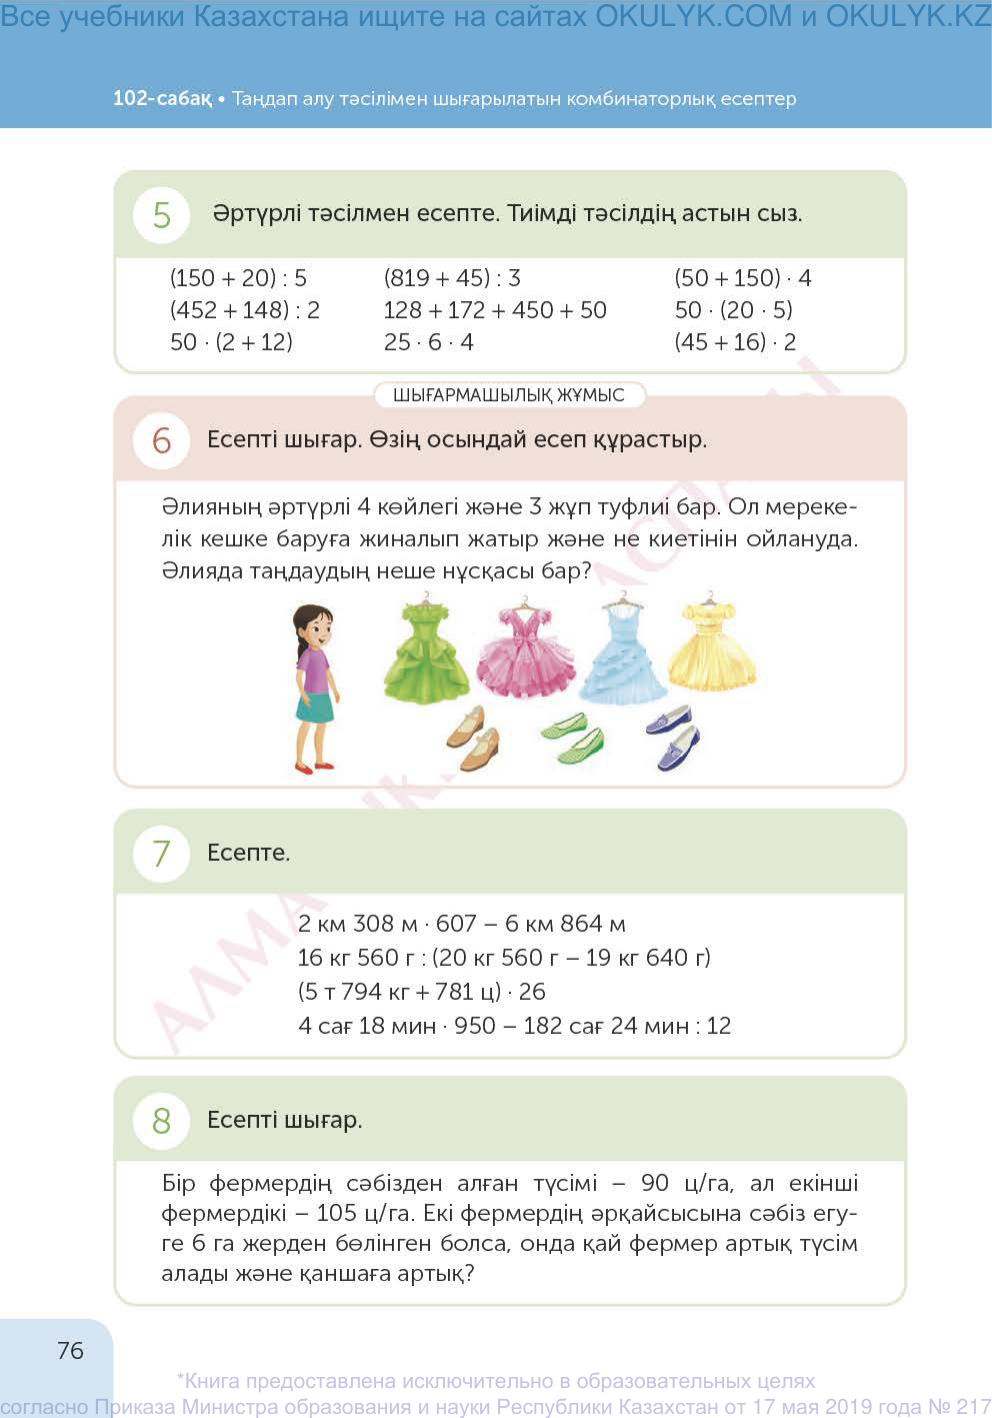 Все учебники Казахстана ищите на сайтах OKULYK.COM и OKULYK.KZ
102-сабақ • Таңдап алу тәсілімен шығарылатын комбинаторлық есептер
5 Әртүрлі тәсілмен есепте. Тиімді тәсілдің астын сыз.
(150 + 20) : 5 (819 + 45) : 3 (50 + 150) · 4
(452 + 148) : 2 128 + 172 + 450 + 50 50 · (20 · 5)
50 · (2 + 12) 25 · 6 · 4 (45 + 16) · 2
ШЫҒАРМАШЫЛЫҚ ЖҰМЫС
6 Есепті шығар. Өзің осындай есеп құрастыр.
Әлияның әртүрлі 4 көйлегі және 3 жұп туфлиі бар. Ол мереке-
лік кешке баруға жиналып жатыр және не киетінін ойлануда.
Әлияда таңдаудың неше нұсқасы бар?
7 Есепте.
2 км 308 м · 607 – 6 км 864 м
16 кг 560 г : (20 кг 560 г – 19 кг 640 г)
(5 т 794 кг + 781 ц) · 26
4 сағ 18 мин · 950 – 182 сағ 24 мин : 12
8 Есепті шығар.
Бір фермердің сәбізден алған түсімі – 90 ц/га, ал екінші
фермердікі – 105 ц/га. Екі фермердің әрқайсысына сәбіз егу-
ге 6 га жерден бөлінген болса, онда қай фермер артық түсім
алады және қаншаға артық?
76
*Книга предоставлена исключительно в образовательных целях
согласно Приказа Министра образования и науки Республики Казахстан от 17 мая 2019 года № 217